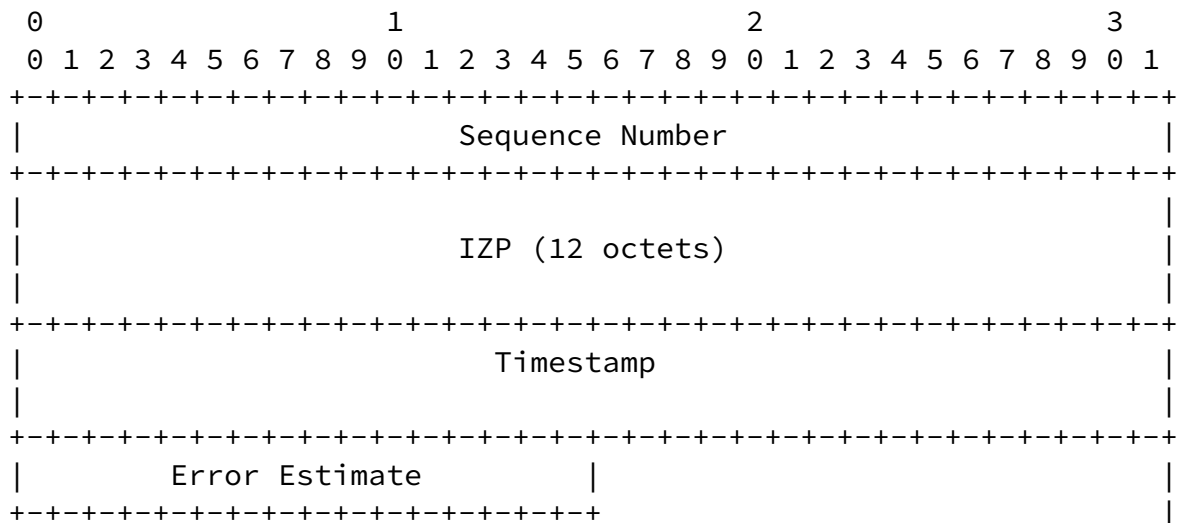 0                   1                   2                   3
0 1 2 3 4 5 6 7 8 9 0 1 2 3 4 5 6 7 8 9 0 1 2 3 4 5 6 7 8 9 0 1
+-+-+-+-+-+-+-+-+-+-+-+-+-+-+-+-+-+-+-+-+-+-+-+-+-+-+-+-+-+-+-+-+
|                        Sequence Number                        |
+-+-+-+-+-+-+-+-+-+-+-+-+-+-+-+-+-+-+-+-+-+-+-+-+-+-+-+-+-+-+-+-+
|                                                               |
|                        IZP (12 octets)                        |
|                                                               |
+-+-+-+-+-+-+-+-+-+-+-+-+-+-+-+-+-+-+-+-+-+-+-+-+-+-+-+-+-+-+-+-+
|                          Timestamp                            |
|                                                               |
+-+-+-+-+-+-+-+-+-+-+-+-+-+-+-+-+-+-+-+-+-+-+-+-+-+-+-+-+-+-+-+-+
|        Error Estimate         |                               |
+-+-+-+-+-+-+-+-+-+-+-+-+-+-+-+-+                               |